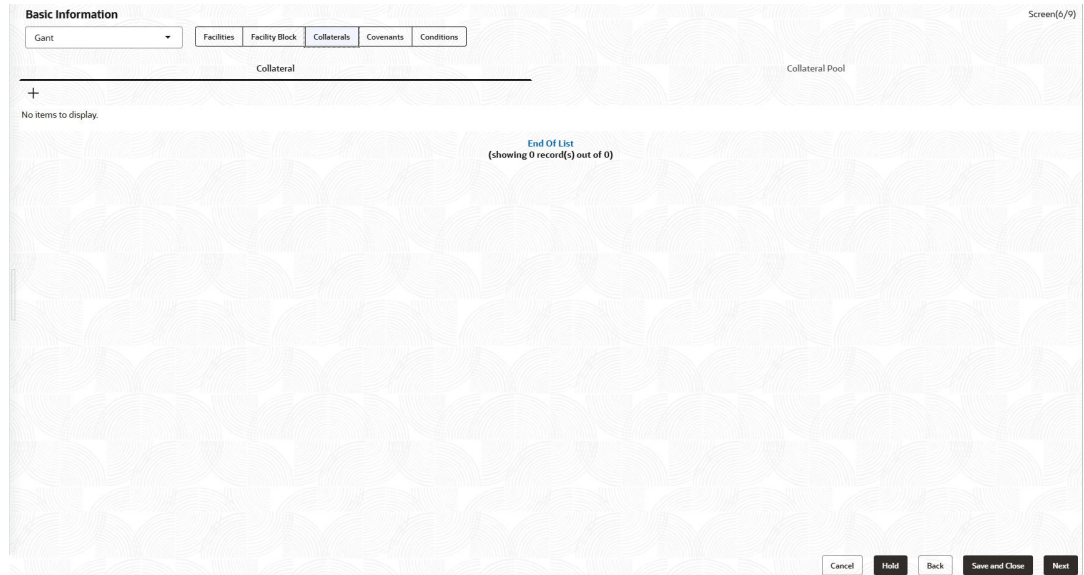 Basic Information
Screen(6/9)
Gant
Facilities Facility Block Collaterals Covenants Conditions
Collateral Collateral Pool
No items to display.
End Of List
(showing 0 record(s) out of 0)
Cancel Hold Back Save and Close Next